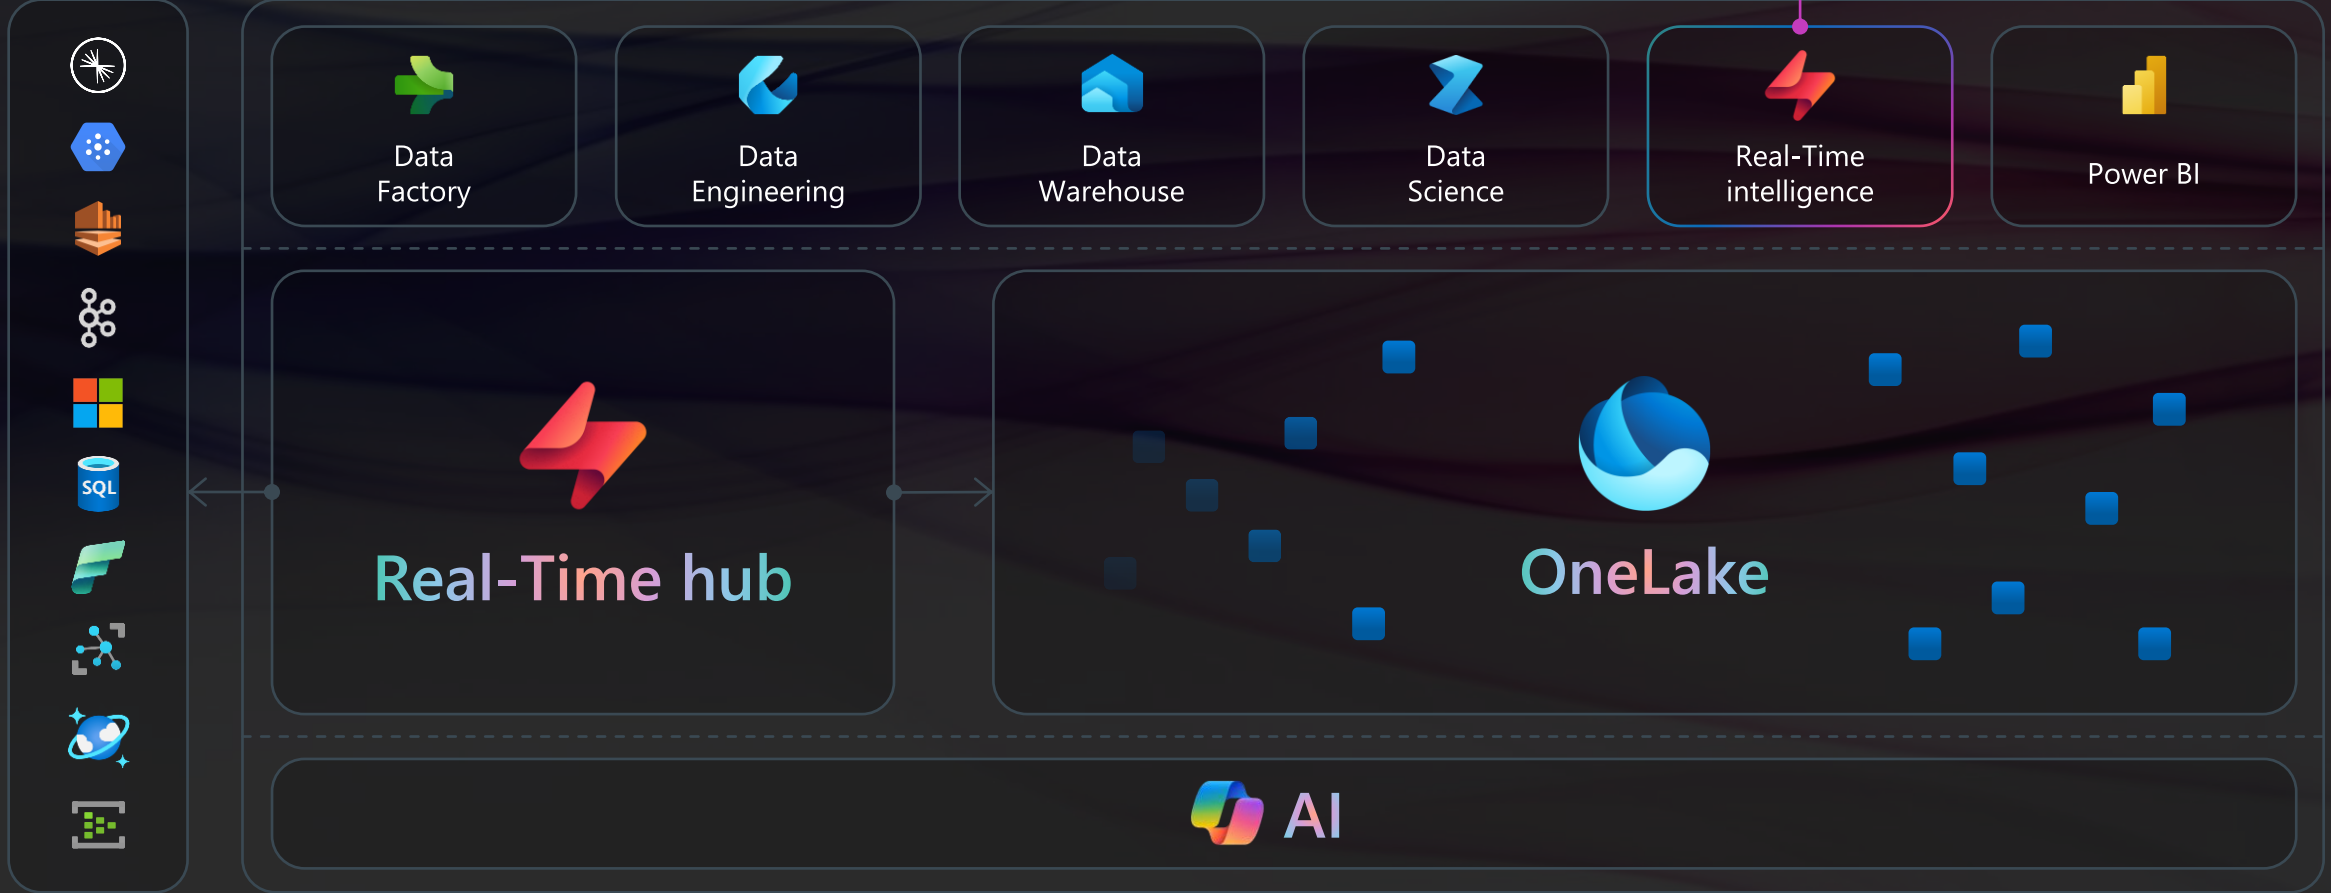 Data
Factory
Data
Engineering
Data
Warehouse
Data
Science
Real-Time
intelligence
Power BI
SQL
Real-Time hub
OneLake
AI